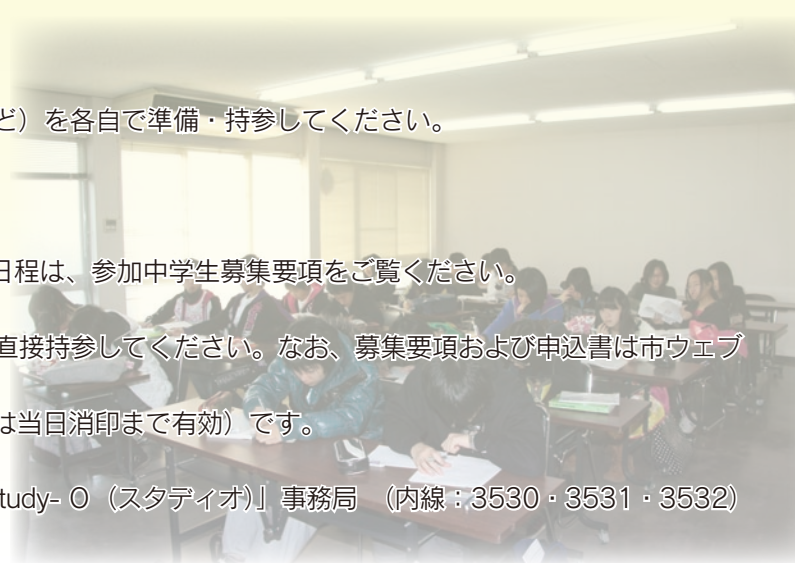 ど）を各自で準備・持参してください。
日程は、参加中学生募集要項をご覧ください。
直接持参してください。なお、募集要項および申込書は市ウェブ
は当日消印まで有効）です。
tudy- O （スタディオ）」事務局　（内線：3530・3531・3532）